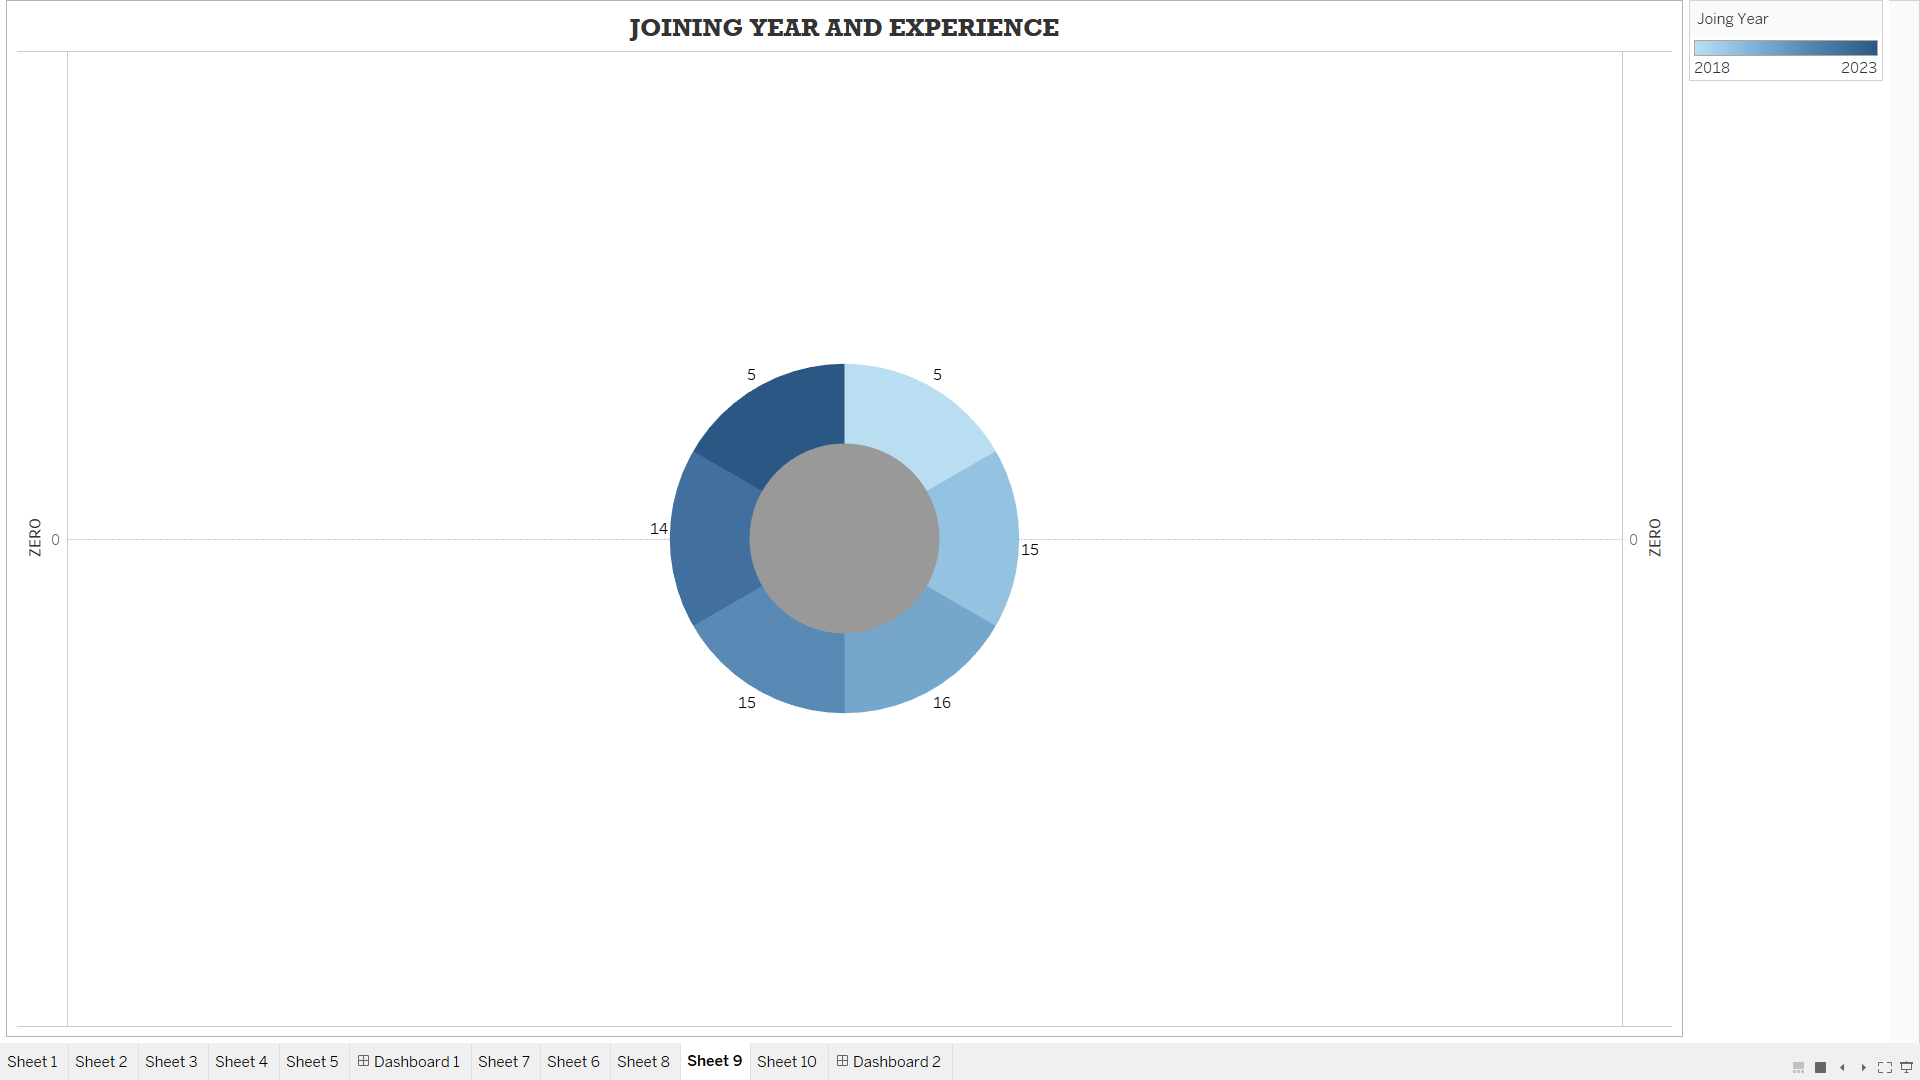 JOINING YEAR AND EXPERIENCE
Joing Year
2018 2023
5 5
14 15
15 16
ZERO 0 0 ZERO
Sheet 1 Sheet 2 Sheet 3 Sheet 4 Sheet 5 Dashboard 1 Sheet 7 Sheet 6 Sheet 8 Sheet 9 Sheet 10 Dashboard 2